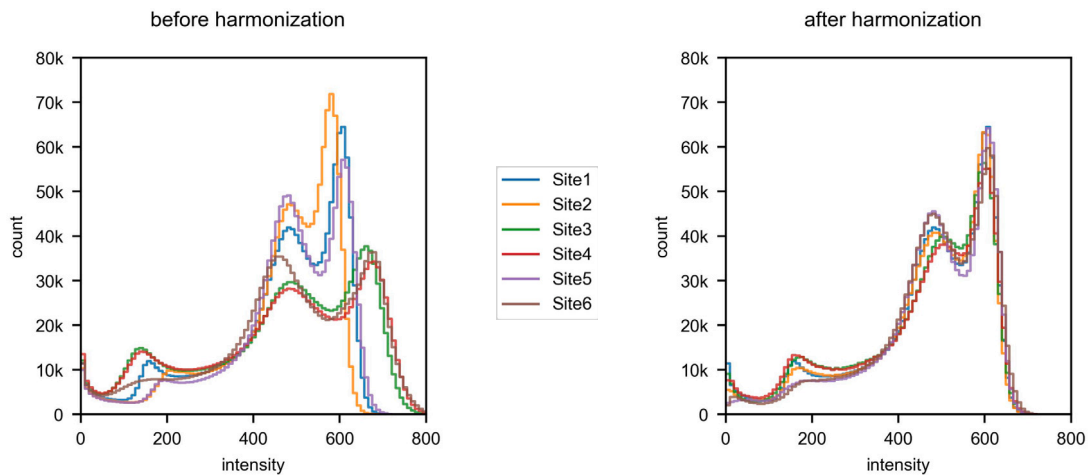 before harmonization
80k
70k
60k
50k
40k
30k
20k
10k
0
count
0 200 400 600 800
intensity
Site1
Site2
Site3
Site4
Site5
Site6
after harmonization
80k
70k
60k
50k
40k
30k
20k
10k
0
count
0 200 400 600 800
intensity